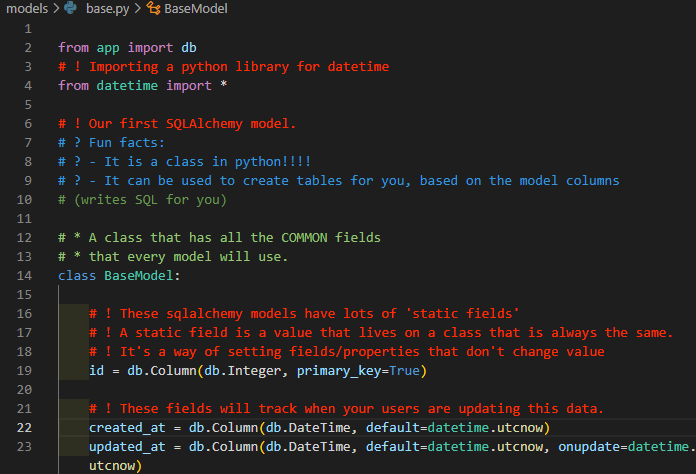 models > base.py > BaseModel
1
2 from app import db
3 # ! Importing a python library for datetime
4 from datetime import *
5
6 # ! Our first SQLAlchemy model.
7 # ? Fun facts:
8 # ? - It is a class in python!!!!
9 # ? - It can be used to create tables for you, based on the model columns
10 # (writes SQL for you)
11
12 # * A class that has all the COMMON fields
13 # * that every model will use.
14 class BaseModel:
15
16     # ! These sqlalchemy models have lots of 'static fields'
17     # ! A static field is a value that lives on a class that is always the same.
18     # ! It's a way of setting fields/properties that don't change value
19     id = db.Column(db.Integer, primary_key=True)
20
21     # ! These fields will track when your users are updating this data.
22     created_at = db.Column(db.DateTime, default=datetime.utcnow)
23     updated_at = db.Column(db.DateTime, default=datetime.utcnow, onupdate=datetime.
    utcnow)